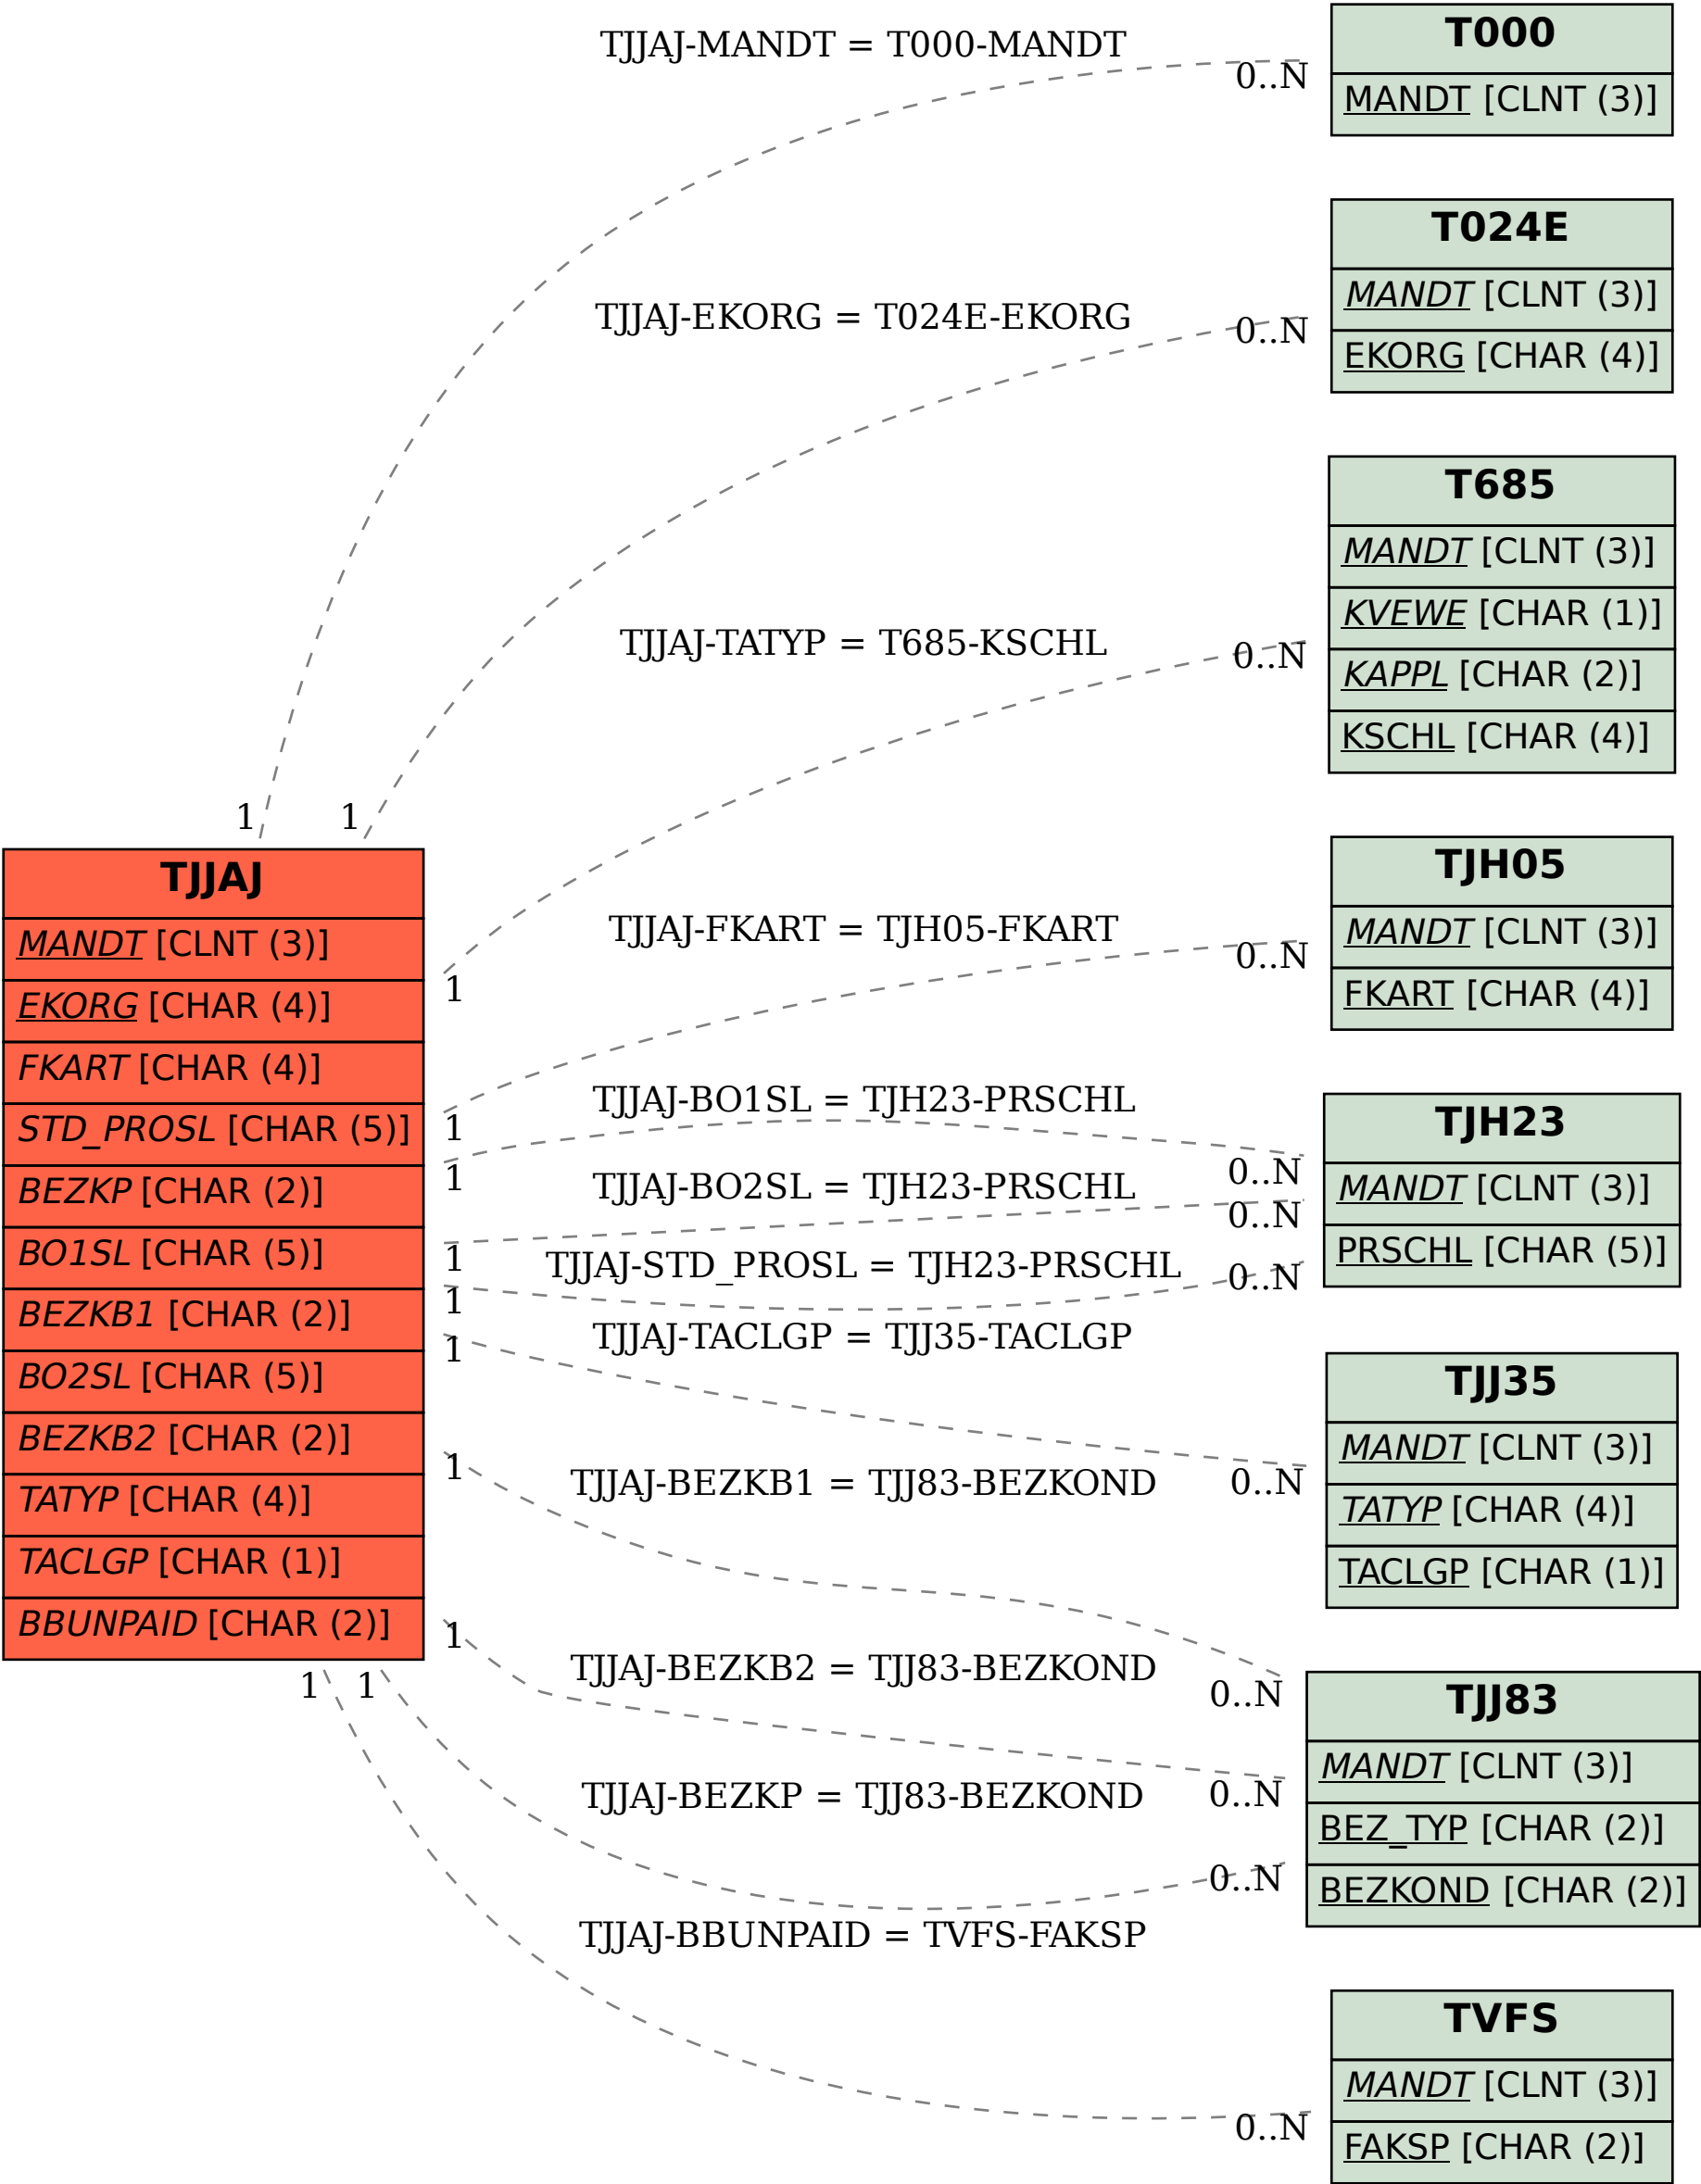 TJJAJ-MANDT = T000-MANDT
0..N
T000
MANDT [CLNT (3)]
T024E
MANDT [CLNT (3)]
EKORG [CHAR (4)]
TJJAJ-EKORG = T024E-EKORG
0..N
T685
MANDT [CLNT (3)]
KVEWE [CHAR (1)]
KAPPL [CHAR (2)]
KSCHL [CHAR (4)]
TJJAJ-TATYP = T685-KSCHL
0..N
1
1
TJJAJ
MANDT [CLNT (3)]
EKORG [CHAR (4)]
FKART [CHAR (4)]
STD_PROSL [CHAR (5)]
BEZKP [CHAR (2)]
BO1SL [CHAR (5)]
BEZKB1 [CHAR (2)]
BO2SL [CHAR (5)]
BEZKB2 [CHAR (2)]
TATYP [CHAR (4)]
TACLGP [CHAR (1)]
BBUNPAID [CHAR (2)]
1
1
1
1
1
1
1
1
1
1
TJJAJ-FKART = TJH05-FKART
0..N
TJH05
MANDT [CLNT (3)]
FKART [CHAR (4)]
TJJAJ-BO1SL = TJH23-PRSCHL
0..N
TJJAJ-BO2SL = TJH23-PRSCHL
0..N
TJJAJ-STD_PROSL = TJH23-PRSCHL
0..N
TJH23
MANDT [CLNT (3)]
PRSCHL [CHAR (5)]
TJJAJ-TACLGP = TJJ35-TACLGP
0..N
TJJ35
MANDT [CLNT (3)]
TATYP [CHAR (4)]
TACLGP [CHAR (1)]
TJJAJ-BEZKB1 = TJJ83-BEZKOND
0..N
TJJAJ-BEZKB2 = TJJ83-BEZKOND
0..N
TJJAJ-BEZKP = TJJ83-BEZKOND
0..N
TJJ83
MANDT [CLNT (3)]
BEZ_TYP [CHAR (2)]
BEZKOND [CHAR (2)]
TJJAJ-BBUNPAID = TVFS-FAKSP
0..N
TVFS
MANDT [CLNT (3)]
FAKSP [CHAR (2)]